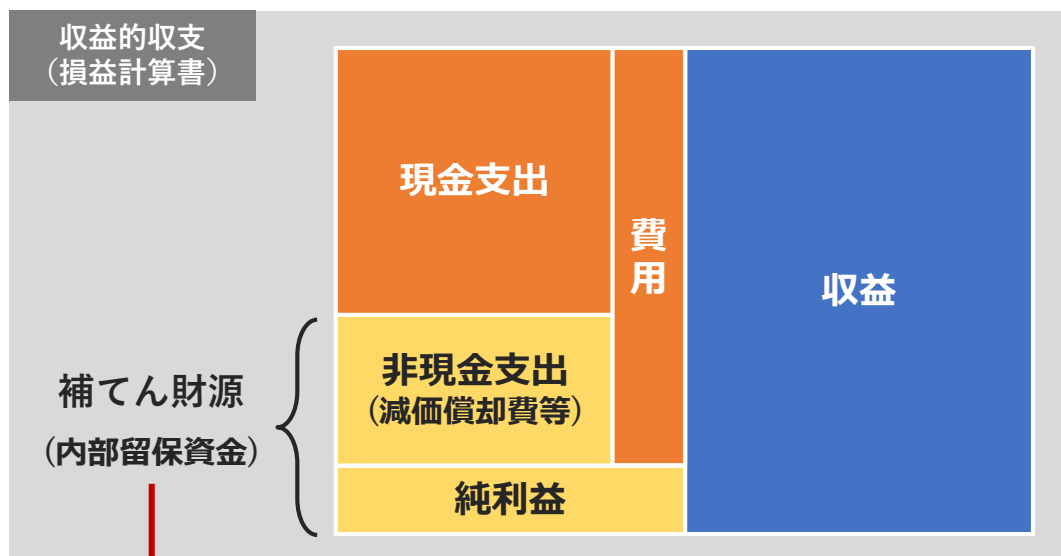 収益的収支
（損益計算書）
現金支出
費用
収益
非現金支出
（減価償却費等）
補てん財源
（内部留保資金）
純利益